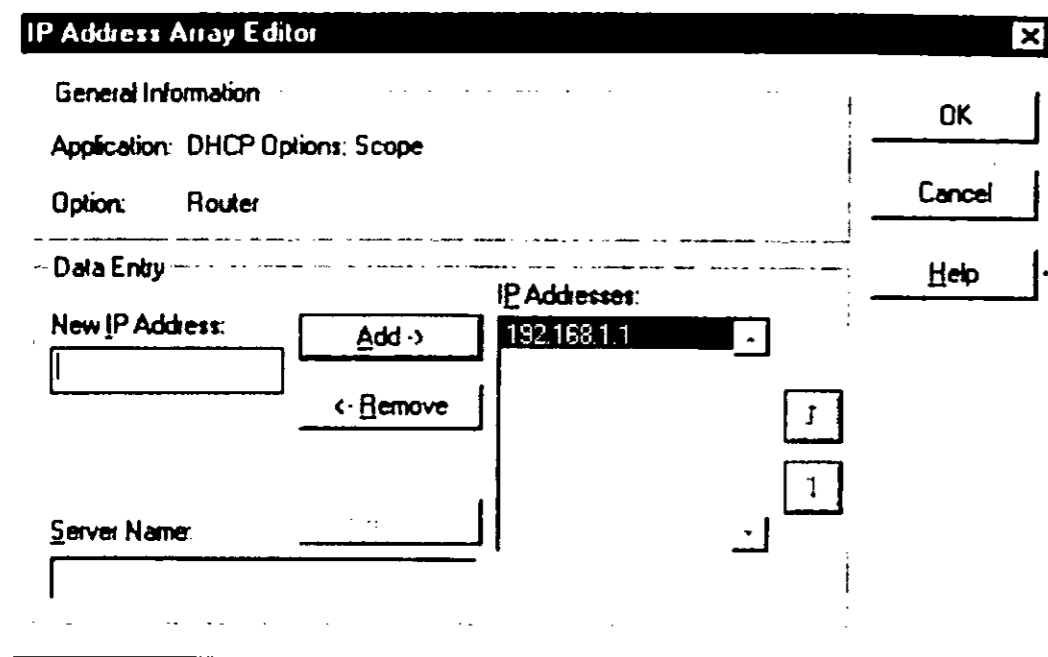 IP Address Array Editor
General Information
Application: DHCP Options: Scope
Option: Router
OK
Cancel
Help
Data Entry
New IP Address:
Add ->
<- Remove
IP Addresses:
192.168.1.1
Server Name: